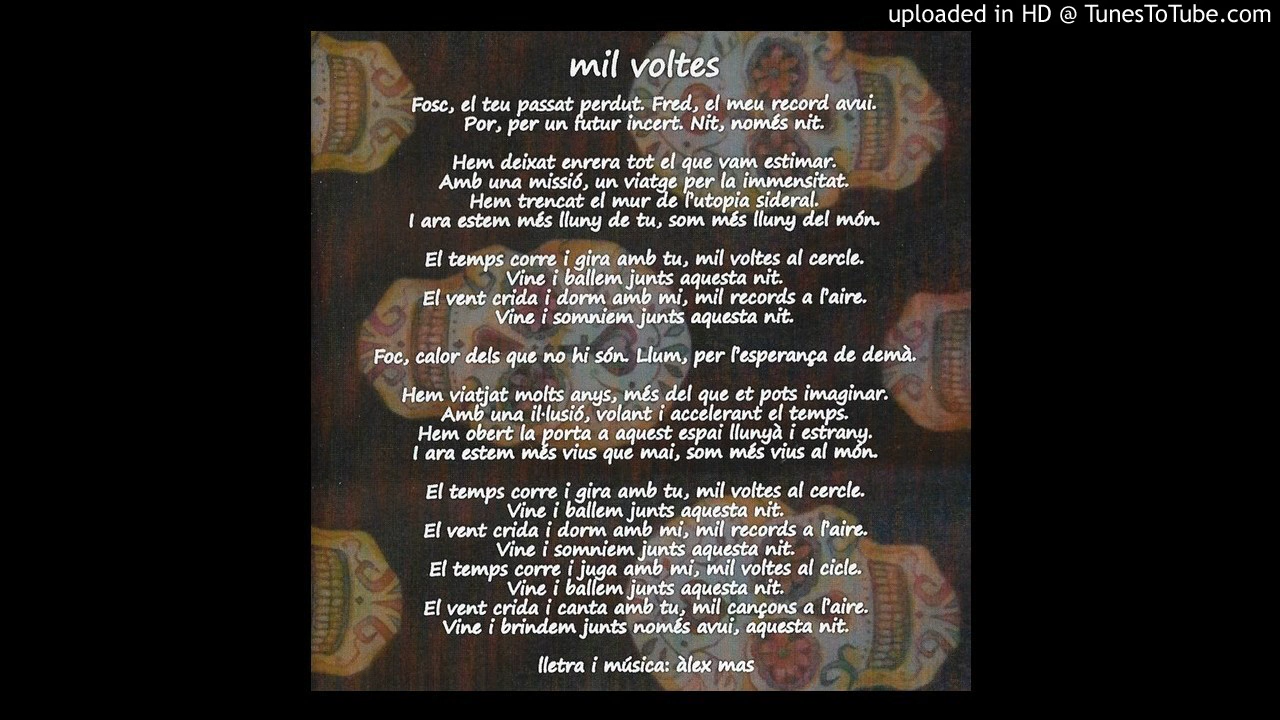 uploaded in HD @ TunesToTube.com
mil voltes
Fosc, el teu passat perdut. Fred, el meu record avui.
Por, per un futur incert. Nit, només nit.
Hem deixat enrera tot el que vam estimar.
Amb una missió, un viatge per la immensitat.
Hem trencat el mur de l'utopia sideral.
I ara estem més lluny de tu, som més lluny del món.
El temps corre i gira amb tu, mil voltes al cercle.
Vine i ballem junts aquesta nit.
El vent crida i dorm amb mi, mil records a l'aire.
Vine i somniem junts aquesta nit.
Foc, calor dels que no hi són. Llum, per l'esperança de demà.
Hem viatjat molts anys, més del que et pots imaginar.
Amb una il·lusió, volant i accelerant el temps.
Hem obert la porta a aquest espai llunyà i estrany.
I ara estem més vius que mai, som més vius al món.
El temps corre i gira amb tu, mil voltes al cercle.
Vine i ballem junts aquesta nit.
El vent crida i dorm amb mi, mil records a l'aire.
Vine i somniem junts aquesta nit.
El temps corre i juga amb mi, mil voltes al cicle.
Vine i ballem junts aquesta nit.
El vent crida i canta amb tu, mil cançons a l'aire.
Vine i brindem junts només avui, aquesta nit.
lletra i música: àlex mas